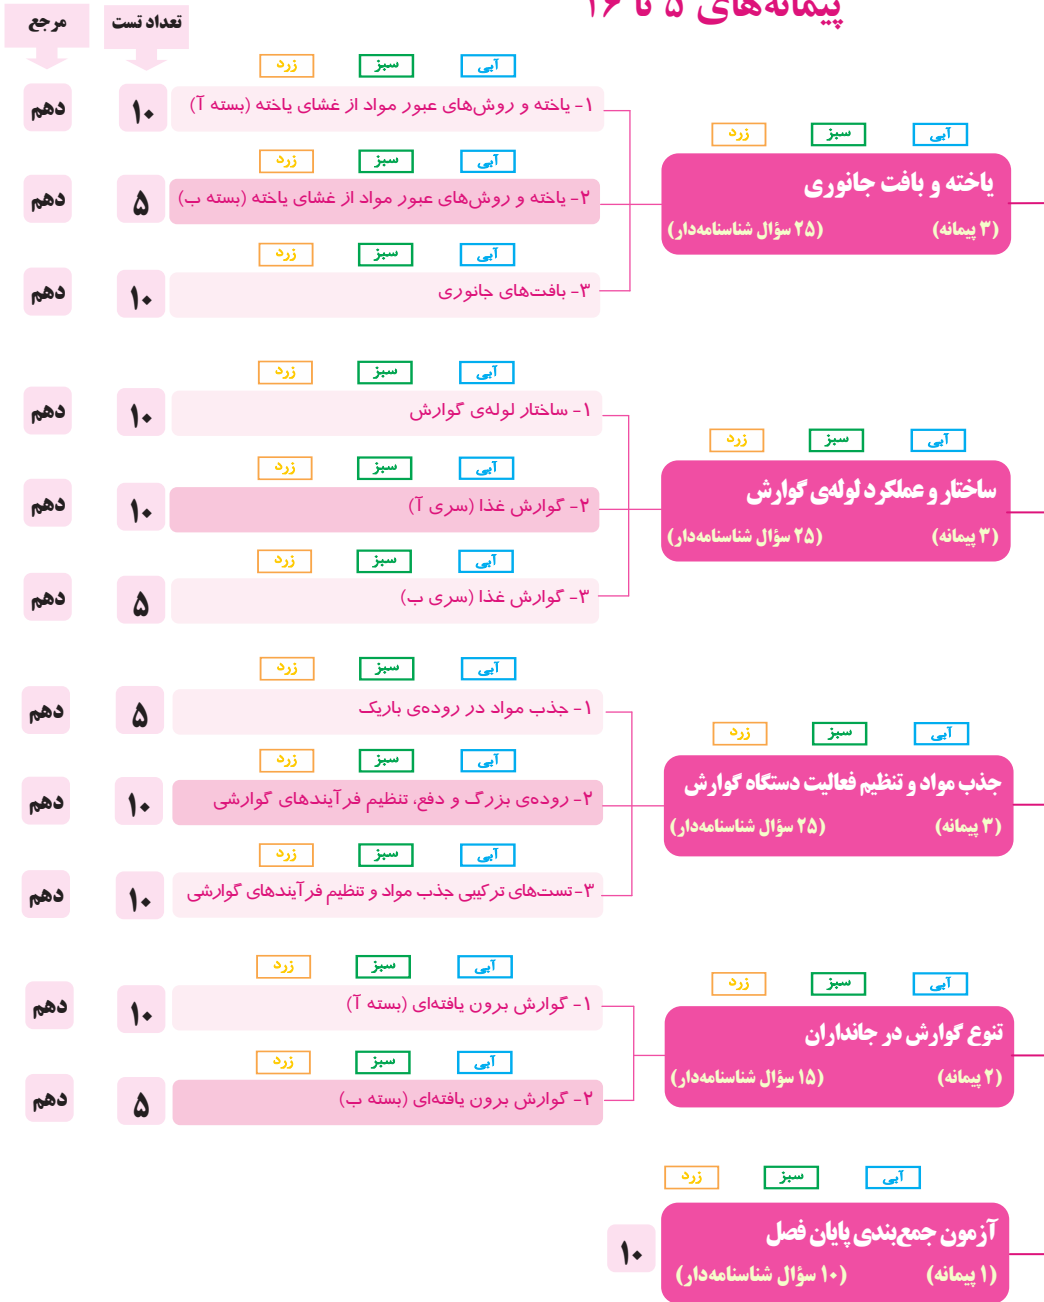 پیمانه‌های ۵ تا ۱۶
تعداد تست
مرجع
آبی سبز زرد
یاخته و بافت جانوری
(۳ پیمانه) (۲۵ سؤال شناسنامه‌دار)
آبی سبز زرد
۱- یاخته و روش‌های عبور مواد از غشای یاخته (بسته آ) ۱۰ دهم
آبی سبز زرد
۲- یاخته و روش‌های عبور مواد از غشای یاخته (بسته ب) ۵ دهم
آبی سبز زرد
۳- بافت‌های جانوری ۱۰ دهم
آبی سبز زرد
ساختار و عملکرد لوله‌ی گوارش
(۳ پیمانه) (۲۵ سؤال شناسنامه‌دار)
آبی سبز زرد
۱- ساختار لوله‌ی گوارش ۱۰ دهم
آبی سبز زرد
۲- گوارش غذا (سری آ) ۱۰ دهم
آبی سبز زرد
۳- گوارش غذا (سری ب) ۵ دهم
آبی سبز زرد
جذب مواد و تنظیم فعالیت دستگاه گوارش
(۳ پیمانه) (۲۵ سؤال شناسنامه‌دار)
آبی سبز زرد
۱- جذب مواد در روده‌ی باریک ۵ دهم
آبی سبز زرد
۲- روده‌ی بزرگ و دفع، تنظیم فرآیندهای گوارشی ۱۰ دهم
آبی سبز زرد
۳- تست‌های ترکیبی جذب مواد و تنظیم فرآیندهای گوارشی ۱۰ دهم
آبی سبز زرد
تنوع گوارش در جانداران
(۲ پیمانه) (۱۵ سؤال شناسنامه‌دار)
آبی سبز زرد
۱- گوارش برون یافته‌ای (بسته آ) ۱۰ دهم
آبی سبز زرد
۲- گوارش برون یافته‌ای (بسته ب) ۵ دهم
آبی سبز زرد
آزمون جمع‌بندی پایان فصل
(۱ پیمانه) (۱۰ سؤال شناسنامه‌دار) ۱۰